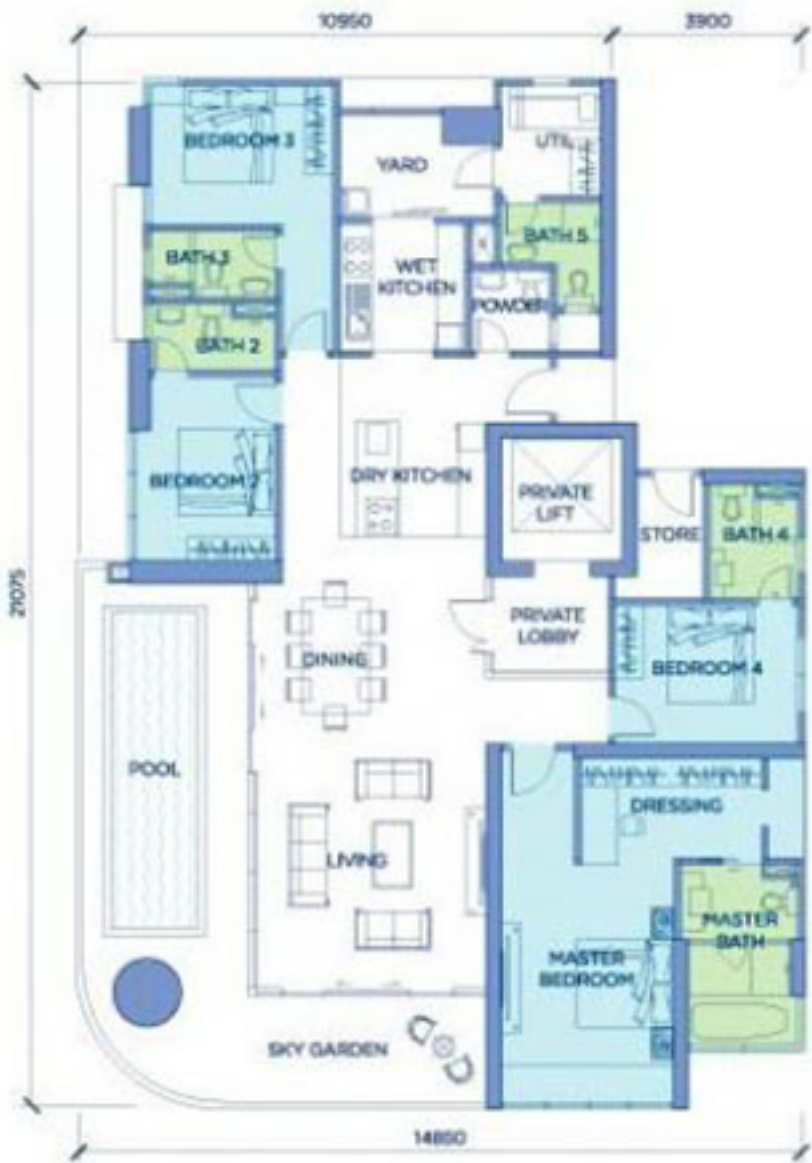 10950
3900
BEDROOM 3
YARD
UTIL
BATH 3
BATH 5
WET
KITCHEN
POWDER
BATH 2
BEDROOM 2
DRY KITCHEN
PRIVATE
LIFT
STORE
BATH 4
21075
PRIVATE
LOBBY
DINING
BEDROOM 4
POOL
DRESSING
LIVING
MASTER
BATH
MASTER
BEDROOM
SKY GARDEN
14850